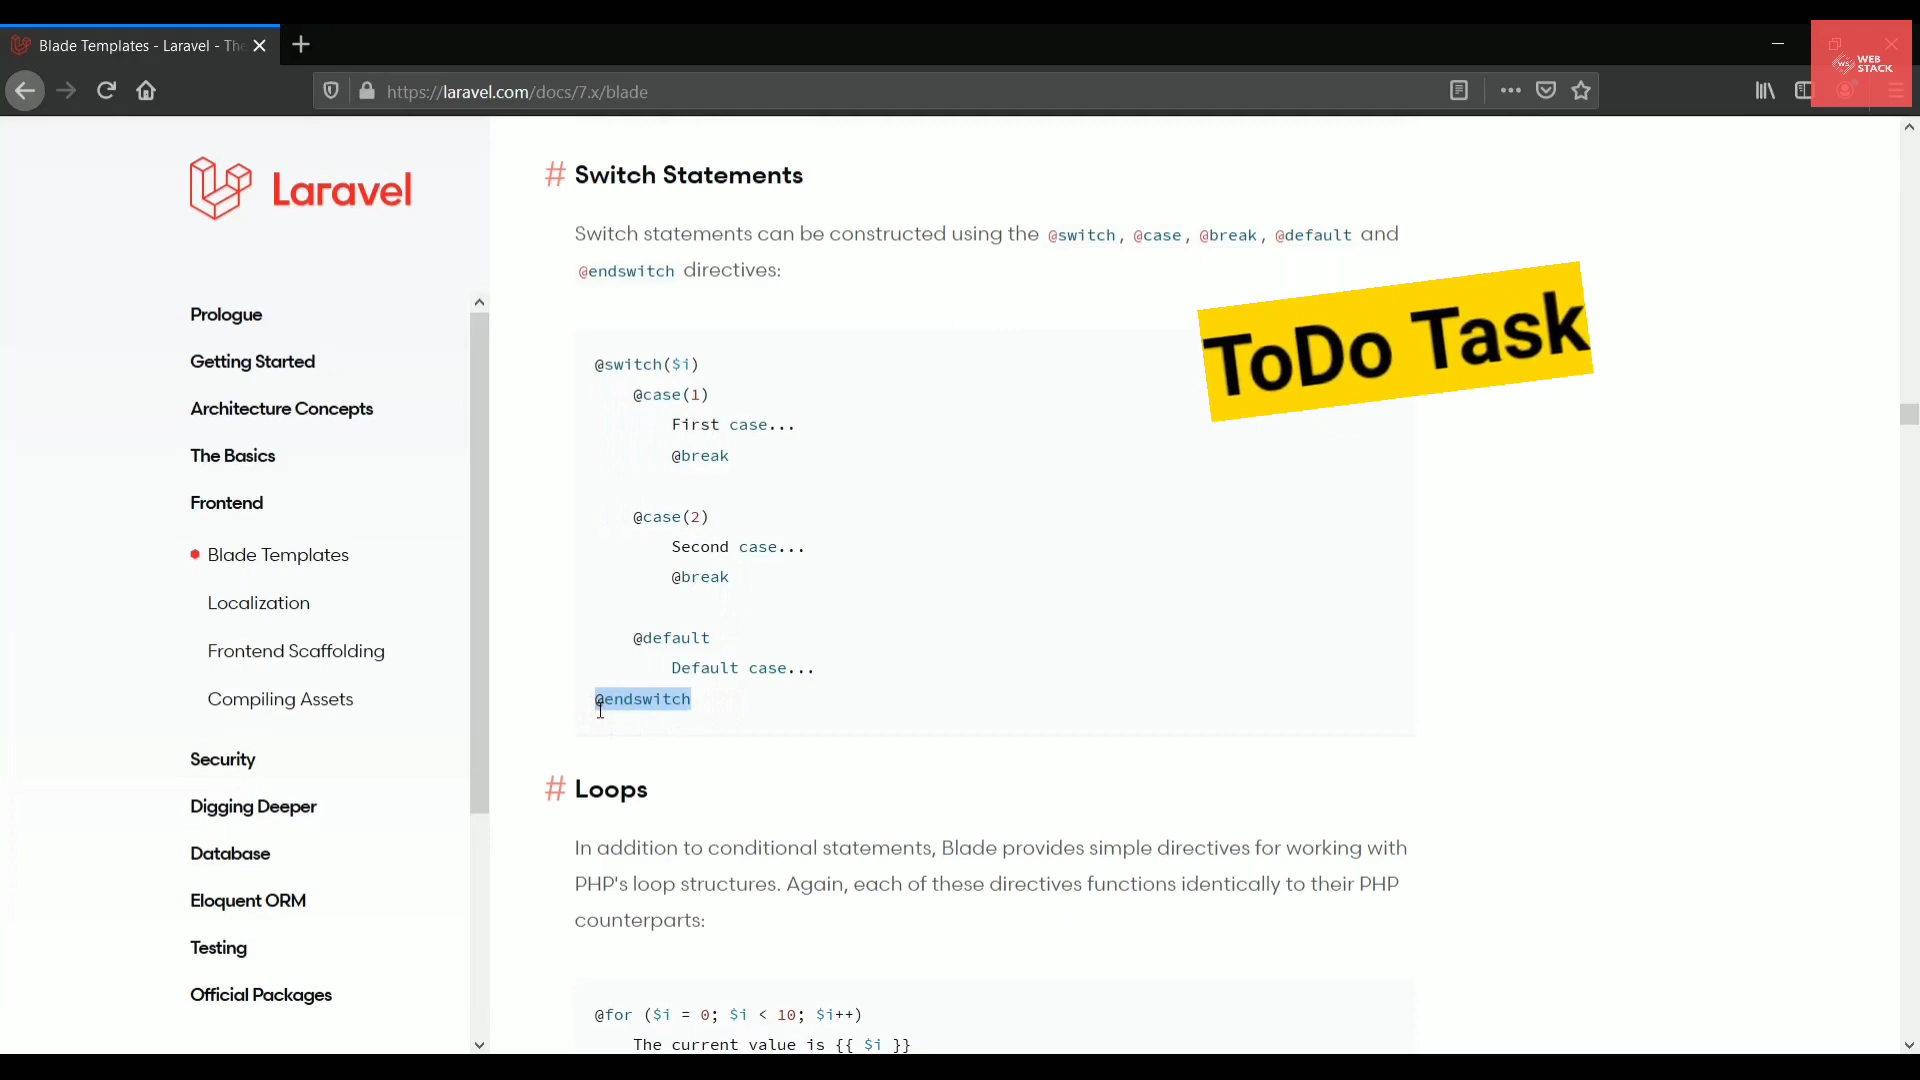 Blade Templates - Laravel - The
WEB
STACK
WS
https://laravel.com/docs/7.x/blade
Laravel
Prologue
Getting Started
Architecture Concepts
The Basics
Frontend
Blade Templates
Localization
Frontend Scaffolding
Compiling Assets
Security
Digging Deeper
Database
Eloquent ORM
Testing
Official Packages
# Switch Statements
Switch statements can be constructed using the @switch, @case, @break, @default and
@endswitch directives:
ToDo Task
@switch($i)
@case(1)
First case...
@break
@case(2)
Second case...
@break
@default
Default case...
@endswitch
# Loops
In addition to conditional statements, Blade provides simple directives for working with
PHP's loop structures. Again, each of these directives functions identically to their PHP
counterparts:
@for ($i = 0; $i < 10; $i++)
The current value is {{ $i }}